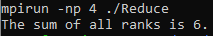 mpirun -np 4 ./Reduce
The sum of all ranks is 6.